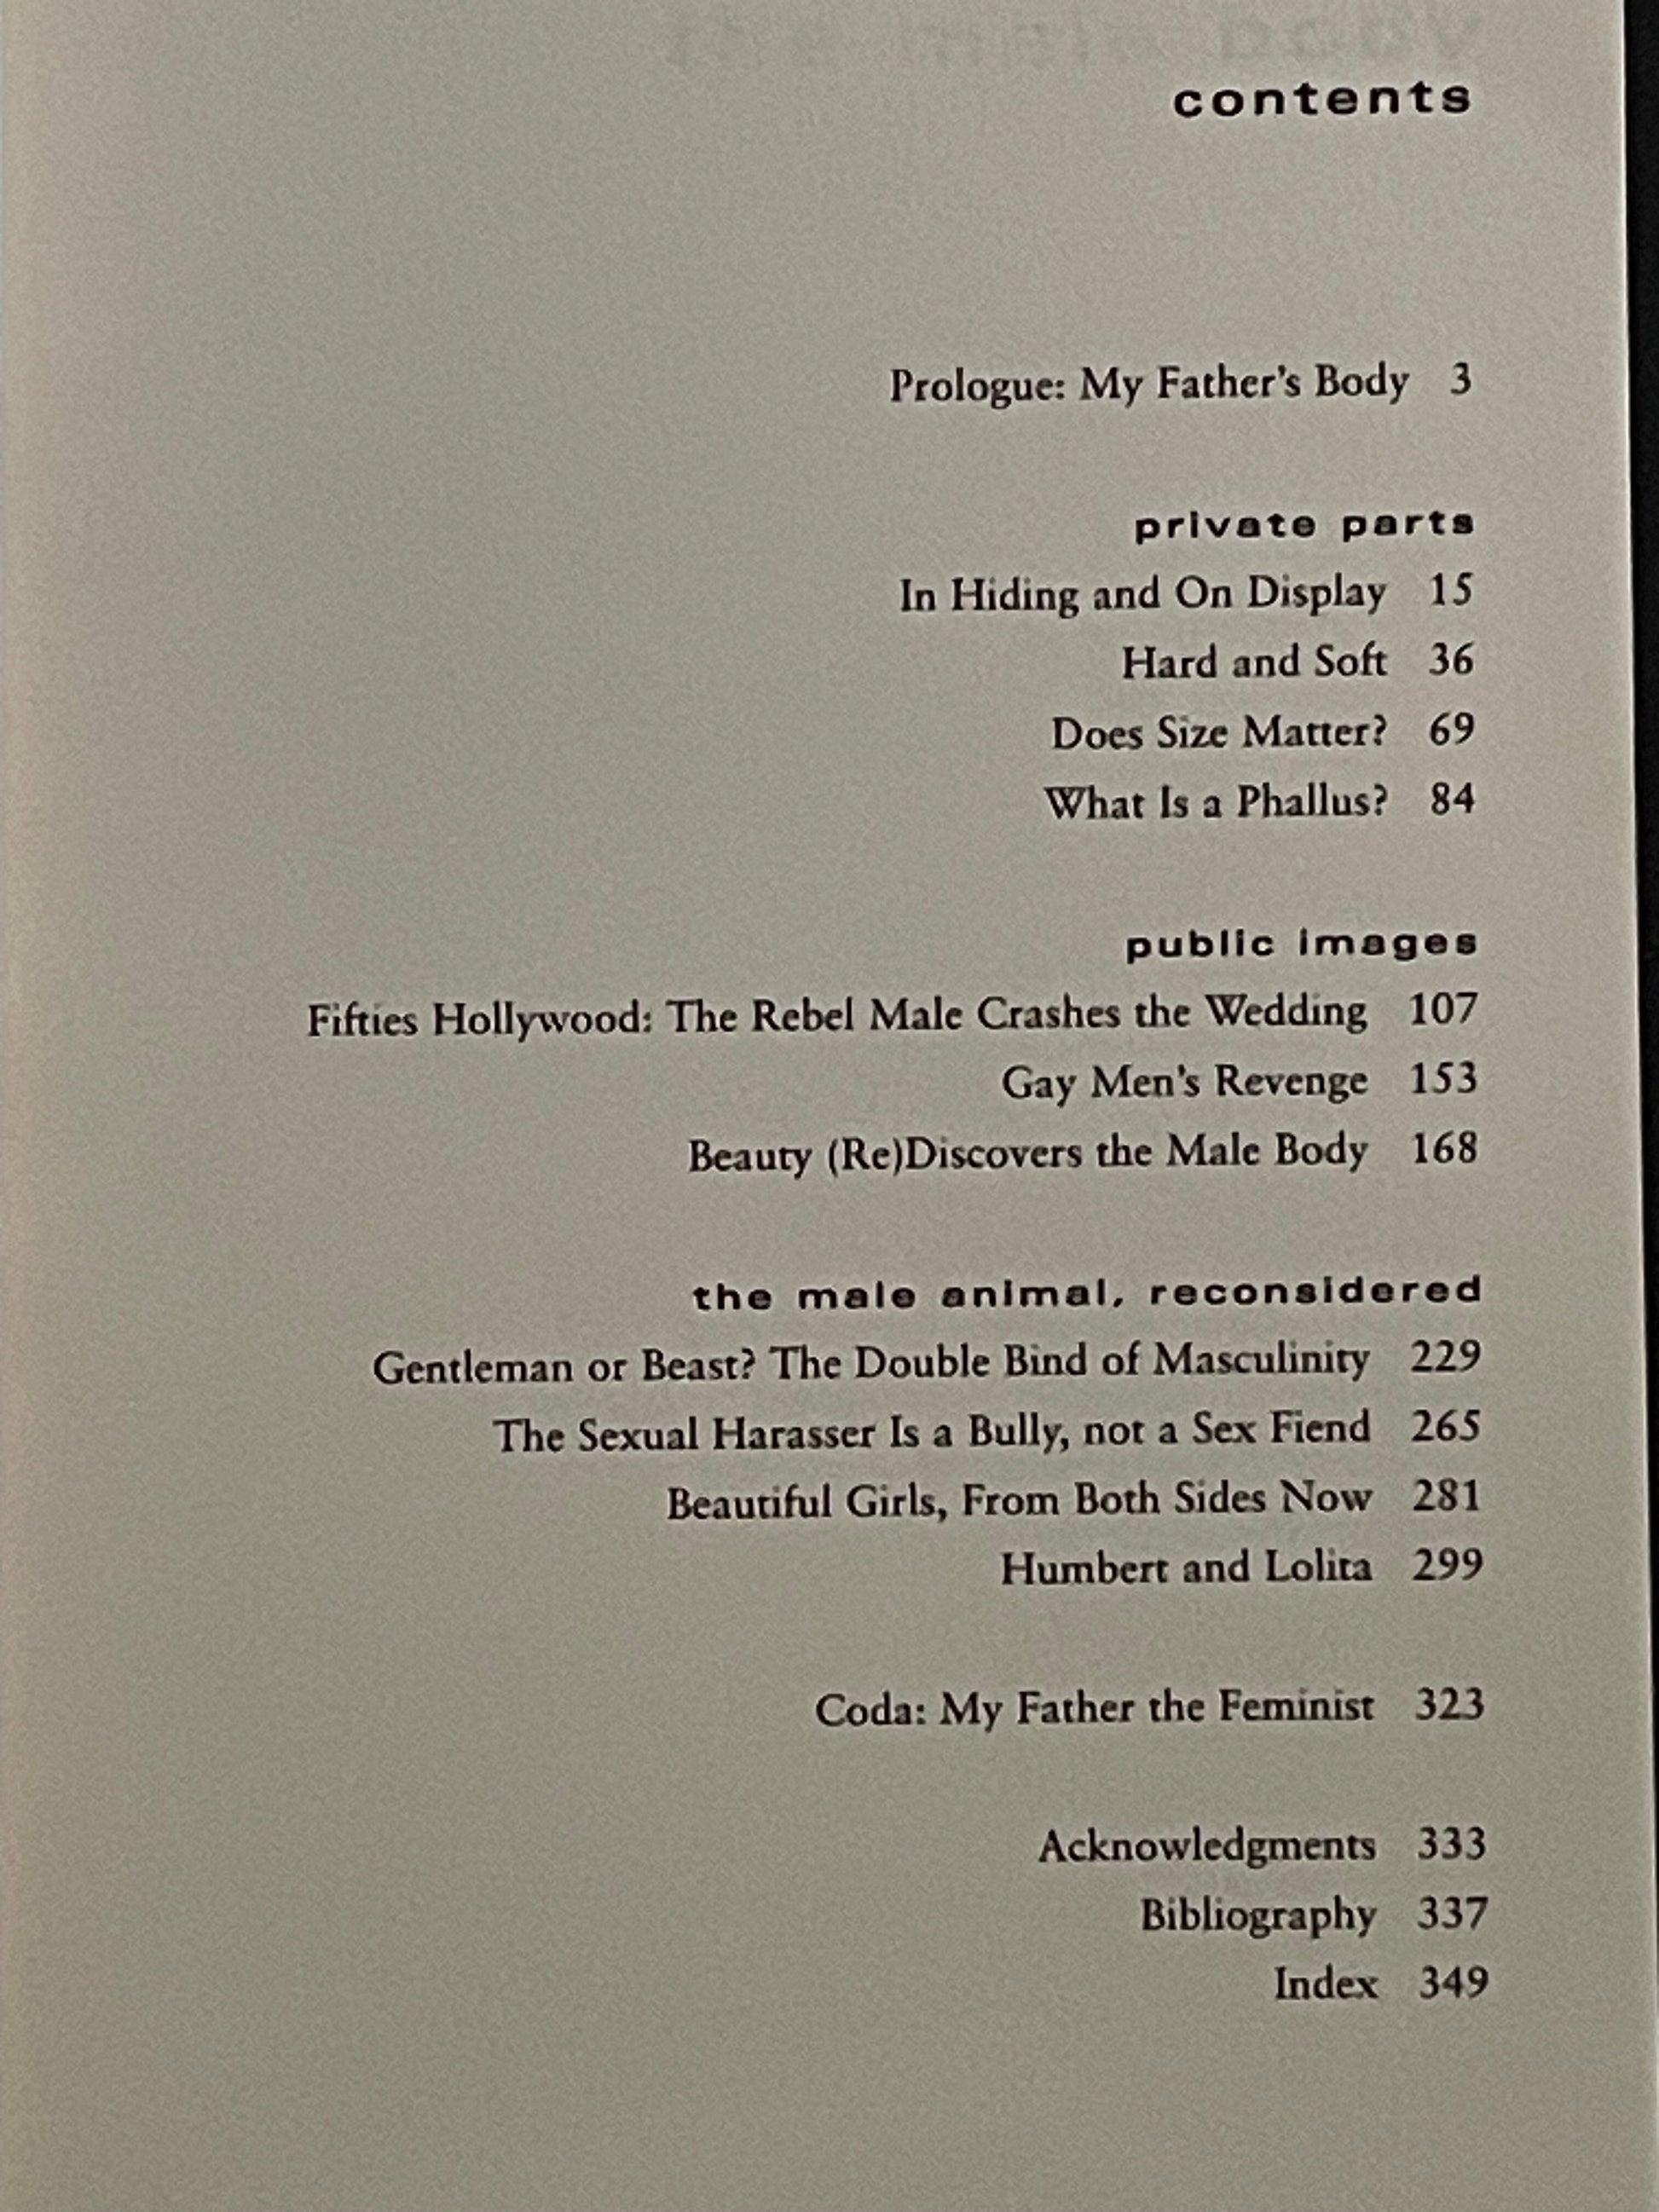 contents
Prologue: My Father's Body 3
private parts
In Hiding and On Display 15
Hard and Soft 36
Does Size Matter? 69
What Is a Phallus? 84
public images
Fifties Hollywood: The Rebel Male Crashes the Wedding 107
Gay Men's Revenge 153
Beauty (Re)Discovers the Male Body 168
the male animal, reconsidered
Gentleman or Beast? The Double Bind of Masculinity 229
The Sexual Harasser Is a Bully, not a Sex Fiend 265
Beautiful Girls, From Both Sides Now 281
Humbert and Lolita 299
Coda: My Father the Feminist 323
Acknowledgments 333
Bibliography 337
Index 349